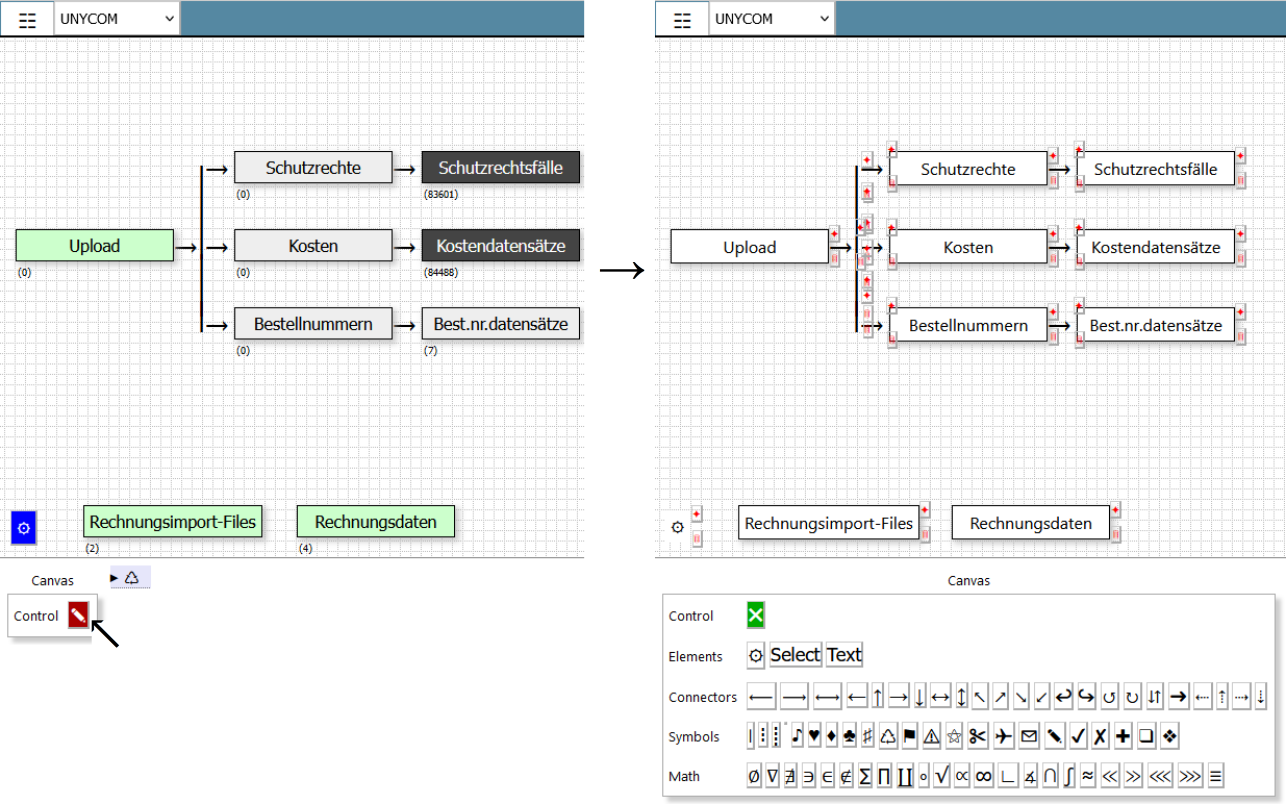 UNYCOM
Schutzrechte → Schutzrechtsfälle
(0) (83601)
Upload → Kosten → Kostendatensätze
(0) (0) (84488)
Bestellnummern → Best.nr.datensätze
(0) (7)
Rechnungsimport-Files Rechnungsdaten
(2) (4)
Canvas
Control
UNYCOM
Schutzrechte → Schutzrechtsfälle
Upload → Kosten → Kostendatensätze
Bestellnummern → Best.nr.datensätze
Rechnungsimport-Files Rechnungsdaten
Canvas
Control
Elements Select Text
Connectors
Symbols
Math